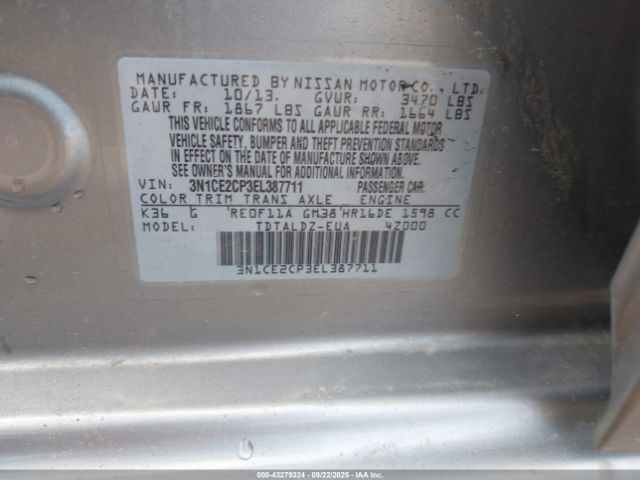 MANUFACTURED BY NISSAN MOTOR CO., LTD.
DATE: 10/13. GVWR: 3470 LBS
GAWR FR: 1867 LBS GAWR RR: 1664 LBS
THIS VEHICLE CONFORMS TO ALL APPLICABLE FEDERAL MOTOR
VEHICLE SAFETY, BUMPER AND THEFT PREVENTION STANDARDS
IN EFFECT ON THE DATE OF MANUFACTURE SHOWN ABOVE.
SEE OWNER'S MANUAL FOR ADDITIONAL INFORMATION.
VIN: 3N1CE2CP3EL387711 PASSENGER CAR
COLOR TRIM TRANS AXLE ENGINE
K36 G RE0F11A GM38 HR16DE 1598 CC
MODEL: TDTALDZ-EUA 4Z000
3N1CE2CP3EL387711
000-43279324 | 09/22/2025 | IAA Inc.